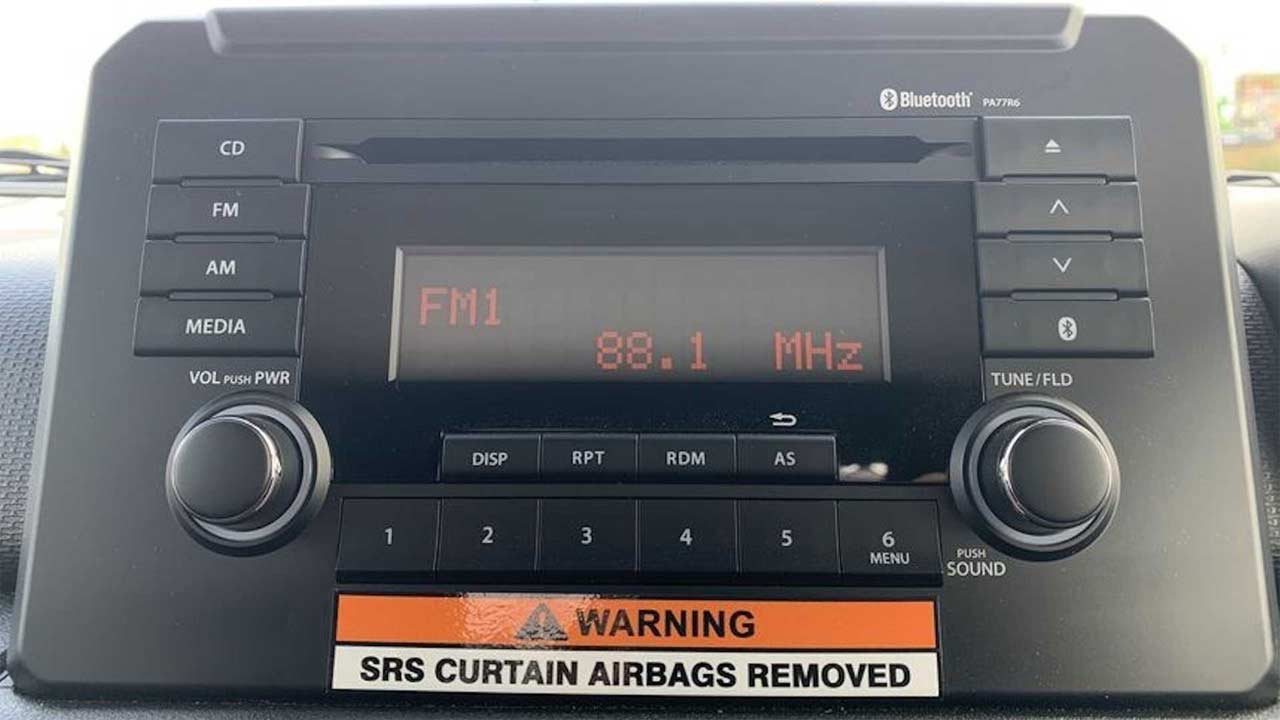 Bluetooth PA77R6
CD
FM
AM
MEDIA
FM1
88.1 MHz
VOL PUSH PWR
TUNE/FLD
DISP RPT RDM AS
1 2 3 4 5 6
MENU
PUSH
SOUND
WARNING
SRS CURTAIN AIRBAGS REMOVED